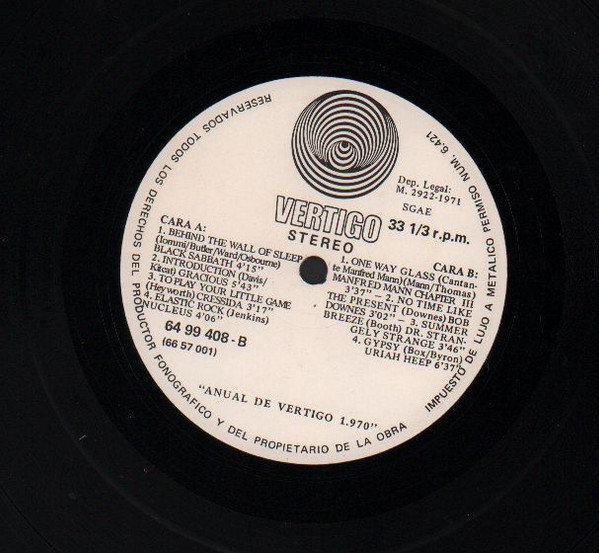 RESERVADOS TODOS LOS DERECHOS DEL PRODUCTOR FONOGRAFICO Y DEL PROPIETARIO DE LA OBRA
IMPUESTO DE LUJO A METALICO PERMISO NUM. 6.421
VERTIGO
STEREO
Dep. Legal:
M. 2922-1971
SGAE
33 1/3 r.p.m.
CARA A:
1. BEHIND THE WALL OF SLEEP
(Iommi/Butler/Ward/Osbourne)
BLACK SABBATH 4'15"
2. INTRODUCTION (Davis/
Kitcat) GRACIOUS 5'43"
3. TO PLAY YOUR LITTLE GAME
(Heyworth) CRESSIDA 3'17"
4. ELASTIC ROCK (Jenkins)
NUCLEUS 4'06"
64 99 408 - B
(66 57 001)
CARA B:
1. ONE WAY GLASS (Cantan-
te Manfred Mann) (Mann/Thomas)
MANFRED MANN CHAPTER III
3'37" — 2. NO TIME LIKE
THE PRESENT (Downes) BOB
DOWNES 3'02" — 3. SUMMER
BREEZE (Booth) DR. STRAN-
GELY STRANGE 3'46"
4. GYPSY (Box/Byron)
URIAH HEEP 6'37"
"ANUAL DE VERTIGO 1.970"